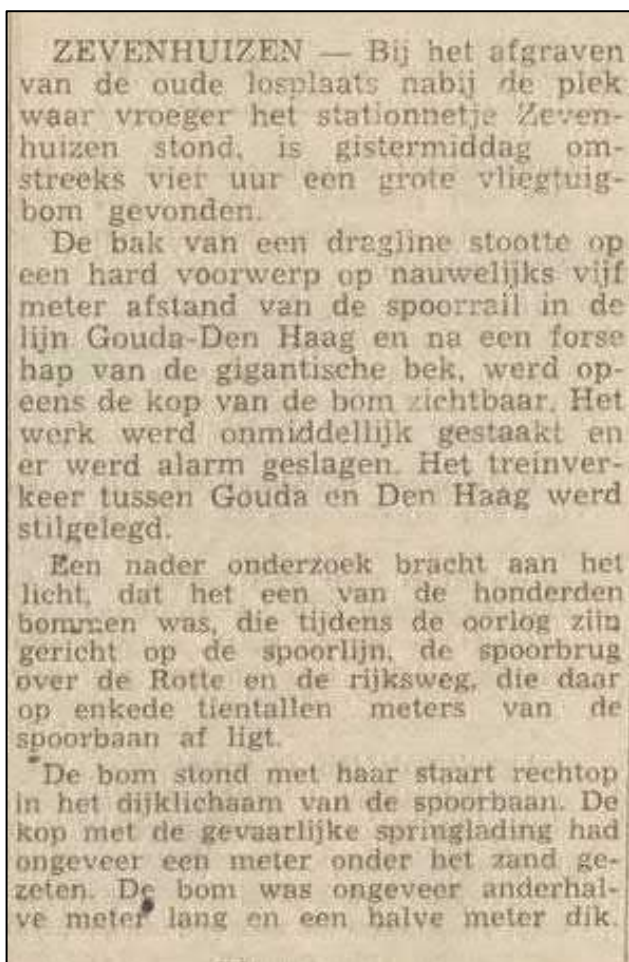 ZEVENHUIZEN — Bij het afgraven
van de oude losplaats nabij de plek
waar vroeger het stationnetje Zeven-
huizen stond, is gistermiddag om-
streeks vier uur een grote vliegtuig-
bom gevonden.
De bak van een dragline stootte op
een hard voorwerp op nauwelijks vijf
meter afstand van de spoorrail in de
lijn Gouda-Den Haag en na een forse
hap van de gigantische bek, werd op-
eens de kop van de bom zichtbaar. Het
werk werd onmiddellijk gestaakt en
er werd alarm geslagen. Het treinver-
keer tussen Gouda en Den Haag werd
stilgelegd.
Een nader onderzoek bracht aan het
licht, dat het een van de honderden
bommen was, die tijdens de oorlog zijn
gericht op de spoorlijn, de spoorbrug
over de Rotte en de rijksweg, die daar
op enkede tientallen meters van de
spoorbaan af ligt.
De bom stond met haar staart rechtop
in het dijklichaam van de spoorbaan. De
kop met de gevaarlijke springlading had
ongeveer een meter onder het zand ge-
zeten. De bom was ongeveer anderhal-
ve meter lang en een halve meter dik.